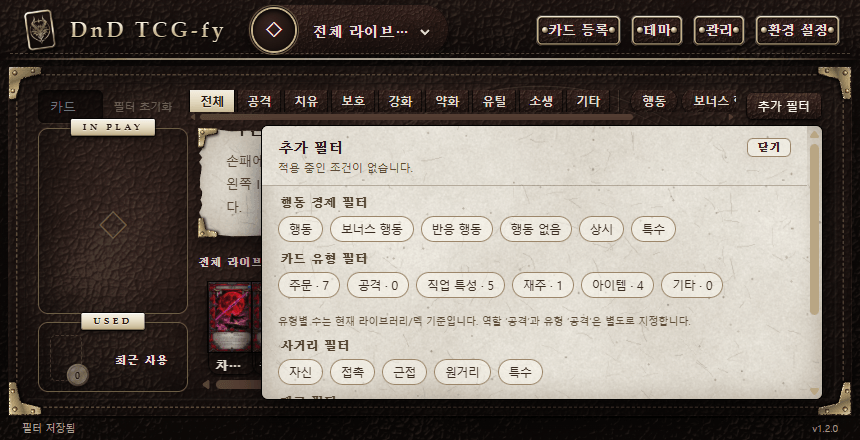 DnD TCG-fy
전체 라이브…
카드 등록
테마
관리
환경 설정
카드
필터 초기화
전체
공격
치유
보호
강화
약화
유틸
소생
기타
행동
보너스
추가 필터
IN PLAY
손패에
왼쪽
다.
전체 라이브
차…
USED
0
최근 사용
추가 필터
닫기
적용 중인 조건이 없습니다.
행동 경제 필터
행동
보너스 행동
반응 행동
행동 없음
상시
특수
카드 유형 필터
주문 · 7
공격 · 0
직업 특성 · 5
재주 · 1
아이템 · 4
기타 · 0
유형별 수는 현재 라이브러리/덱 기준입니다. 역할 '공격'과 유형 '공격'은 별도로 지정합니다.
사거리 필터
자신
접촉
근접
원거리
특수
필터 저장됨
v1.2.0